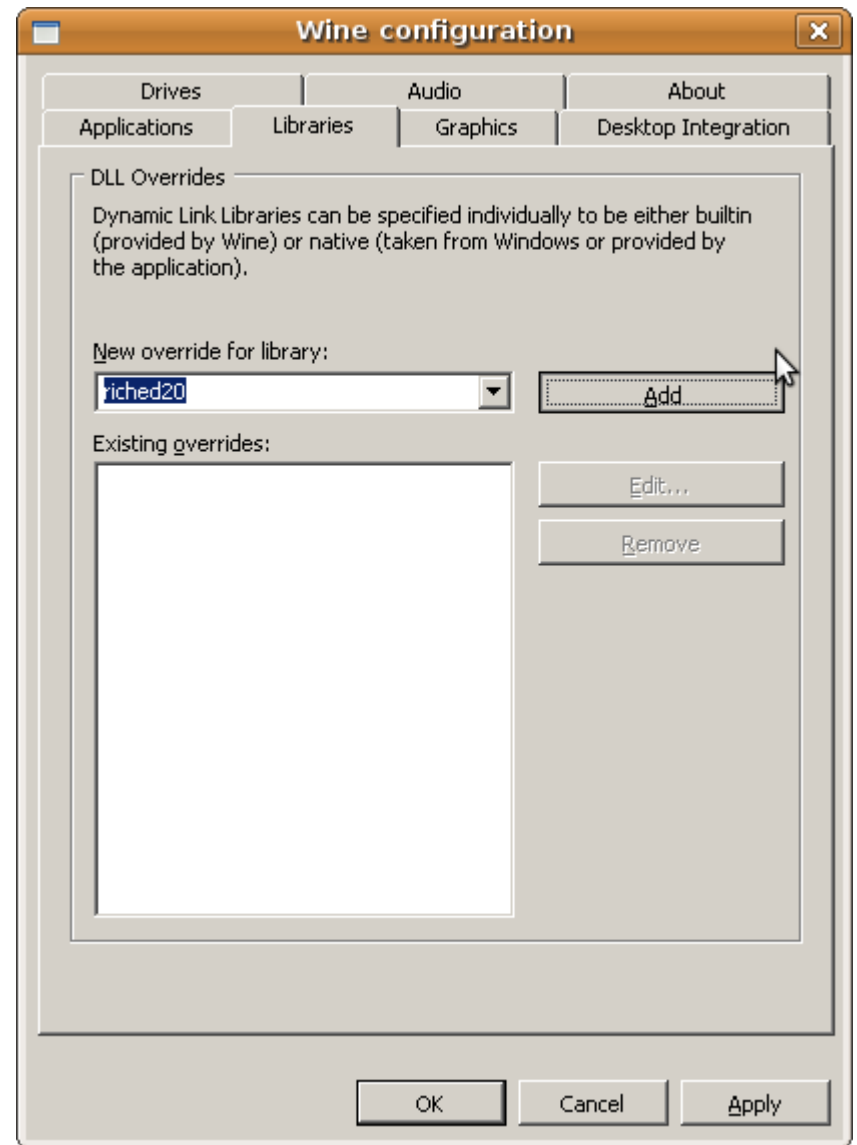 Wine configuration
Drives
Audio
About
Applications
Libraries
Graphics
Desktop Integration
DLL Overrides
Dynamic Link Libraries can be specified individually to be either builtin
(provided by Wine) or native (taken from Windows or provided by
the application).
New override for library:
riched20
Add
Existing overrides:
Edit...
Remove
OK
Cancel
Apply